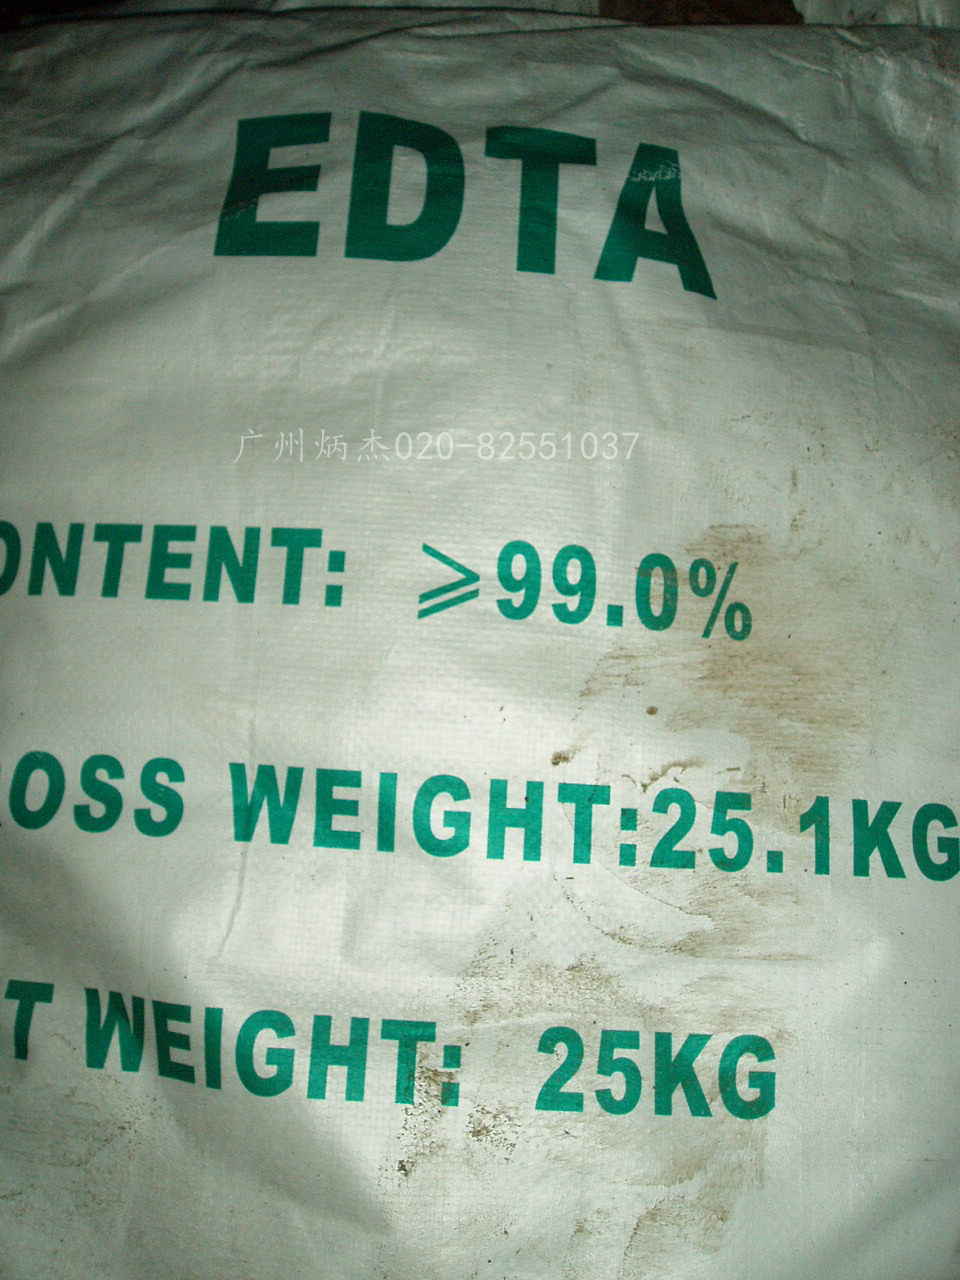 EDTA
广州炳杰020-82551037
ONTENT: ≥99.0%
ROSS WEIGHT:25.1KG
T WEIGHT: 25KG